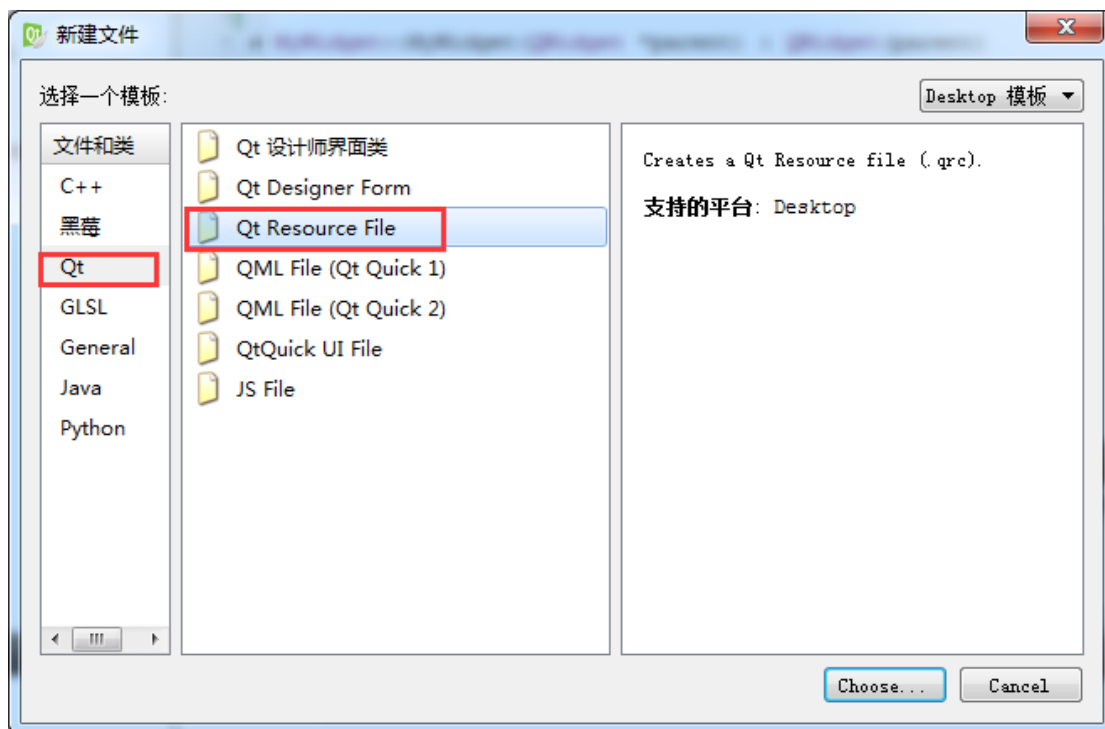 新建文件
选择一个模板:
Desktop 模板
文件和类
C++
黑莓
Qt
GLSL
General
Java
Python
Qt 设计师界面类
Qt Designer Form
Qt Resource File
QML File (Qt Quick 1)
QML File (Qt Quick 2)
QtQuick UI File
JS File
Creates a Qt Resource file (.qrc).
支持的平台: Desktop
Choose...
Cancel